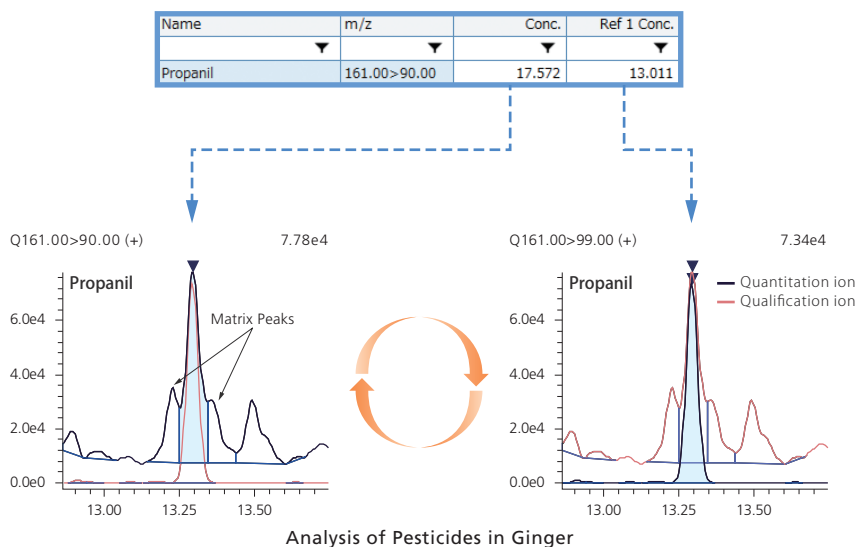 Name m/z Conc. Ref 1 Conc.
Propanil 161.00>90.00 17.572 13.011
Q161.00>90.00 (+) 7.78e4
Propanil
Matrix Peaks
6.0e4
4.0e4
2.0e4
0.0e0
13.00 13.25 13.50
Q161.00>99.00 (+) 7.34e4
Propanil
Quantitation ion
Qualification ion
6.0e4
4.0e4
2.0e4
0.0e0
13.00 13.25 13.50
Analysis of Pesticides in Ginger